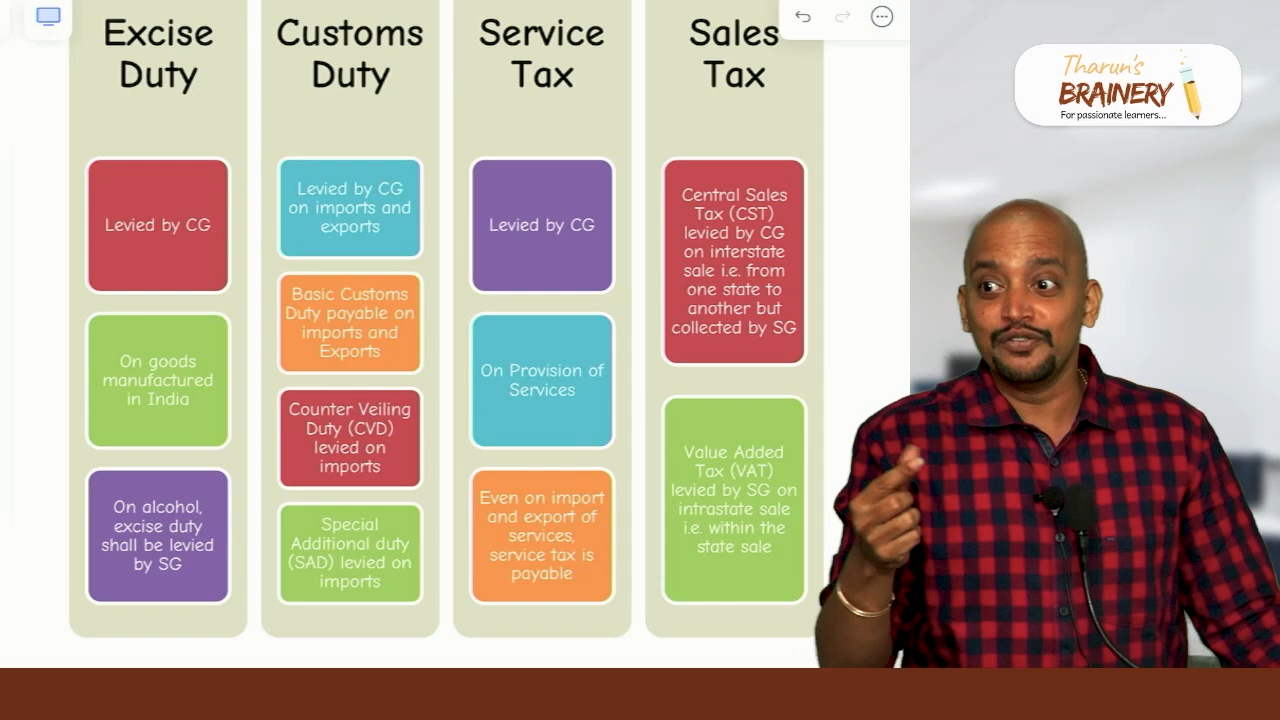 Excise
Duty
Levied by CG
On goods
manufactured
in India
On alcohol,
excise duty
shall be levied
by SG
Customs
Duty
Levied by CG
on imports and
exports
Basic Customs
Duty payable on
imports and
Exports
Counter Veiling
Duty (CVD)
levied on
imports
Special
Additional duty
(SAD) levied on
imports
Service
Tax
Levied by CG
On Provision of
Services
Even on import
and export of
services,
service tax is
payable
Sales
Tax
Central Sales
Tax (CST)
levied by CG
on interstate
sale i.e. from
one state to
another but
collected by SG
Value Added
Tax (VAT)
levied by SG on
intrastate sale
i.e. within the
state sale
Tharun's
BRAINERY
For passionate learners...